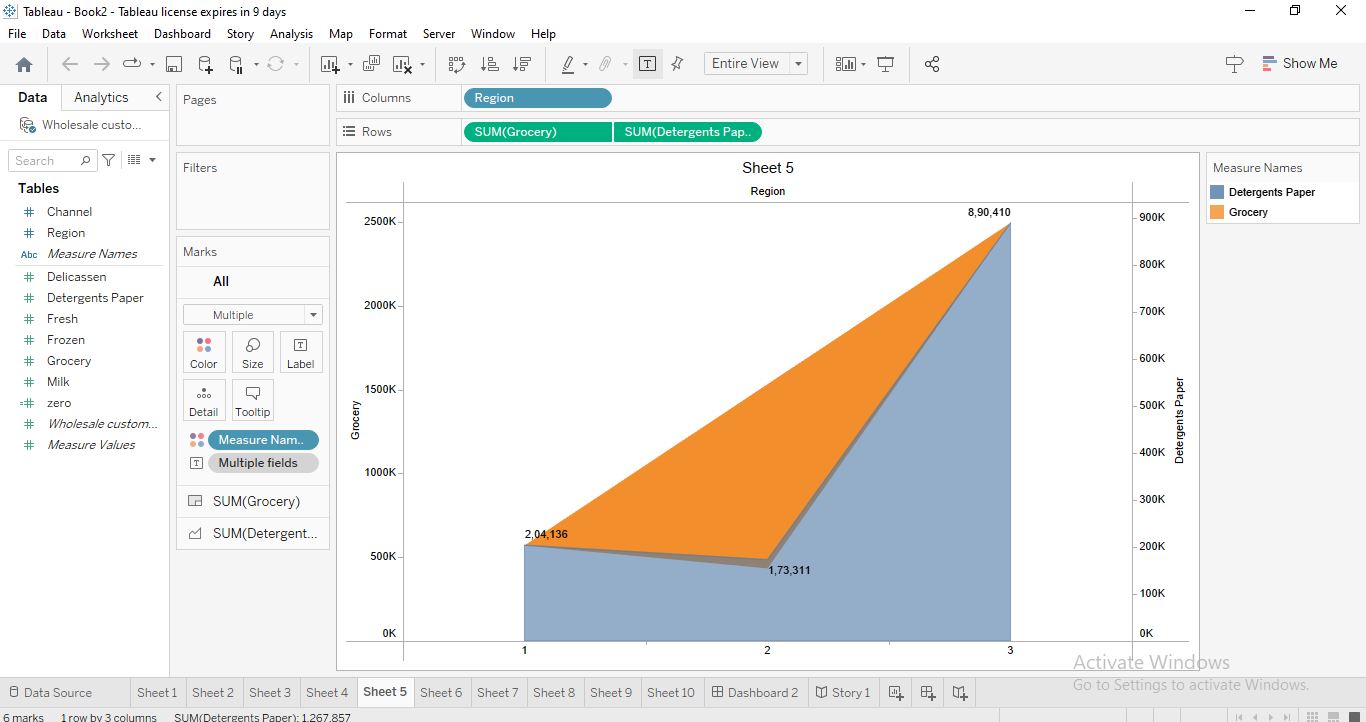 Tableau - Book2 - Tableau license expires in 9 days
File Data Worksheet Dashboard Story Analysis Map Format Server Window Help
Entire View
Show Me
Data Analytics
Wholesale custo...
Search
Tables
Channel
Region
Abc Measure Names
Delicassen
Detergents Paper
Fresh
Frozen
Grocery
Milk
zero
Wholesale custom...
Measure Values
Pages
Filters
Marks
All
Multiple
Color Size Label
Detail Tooltip
Measure Nam..
Multiple fields
SUM(Grocery)
SUM(Detergent...
Columns Region
Rows SUM(Grocery) SUM(Detergents Pap..
Sheet 5
Region
2500K
2000K
1500K
1000K
500K
0K
Grocery
8,90,410
2,04,136
1,73,311
1 2 3
900K
800K
700K
600K
500K
400K
300K
200K
100K
0K
Detergents Paper
Measure Names
Detergents Paper
Grocery
Activate Windows
Go to Settings to activate Windows.
Data Source Sheet 1 Sheet 2 Sheet 3 Sheet 4 Sheet 5 Sheet 6 Sheet 7 Sheet 8 Sheet 9 Sheet 10 Dashboard 2 Story 1
6 marks 1 row by 3 columns SUM(Detergents Paper): 1,267,857